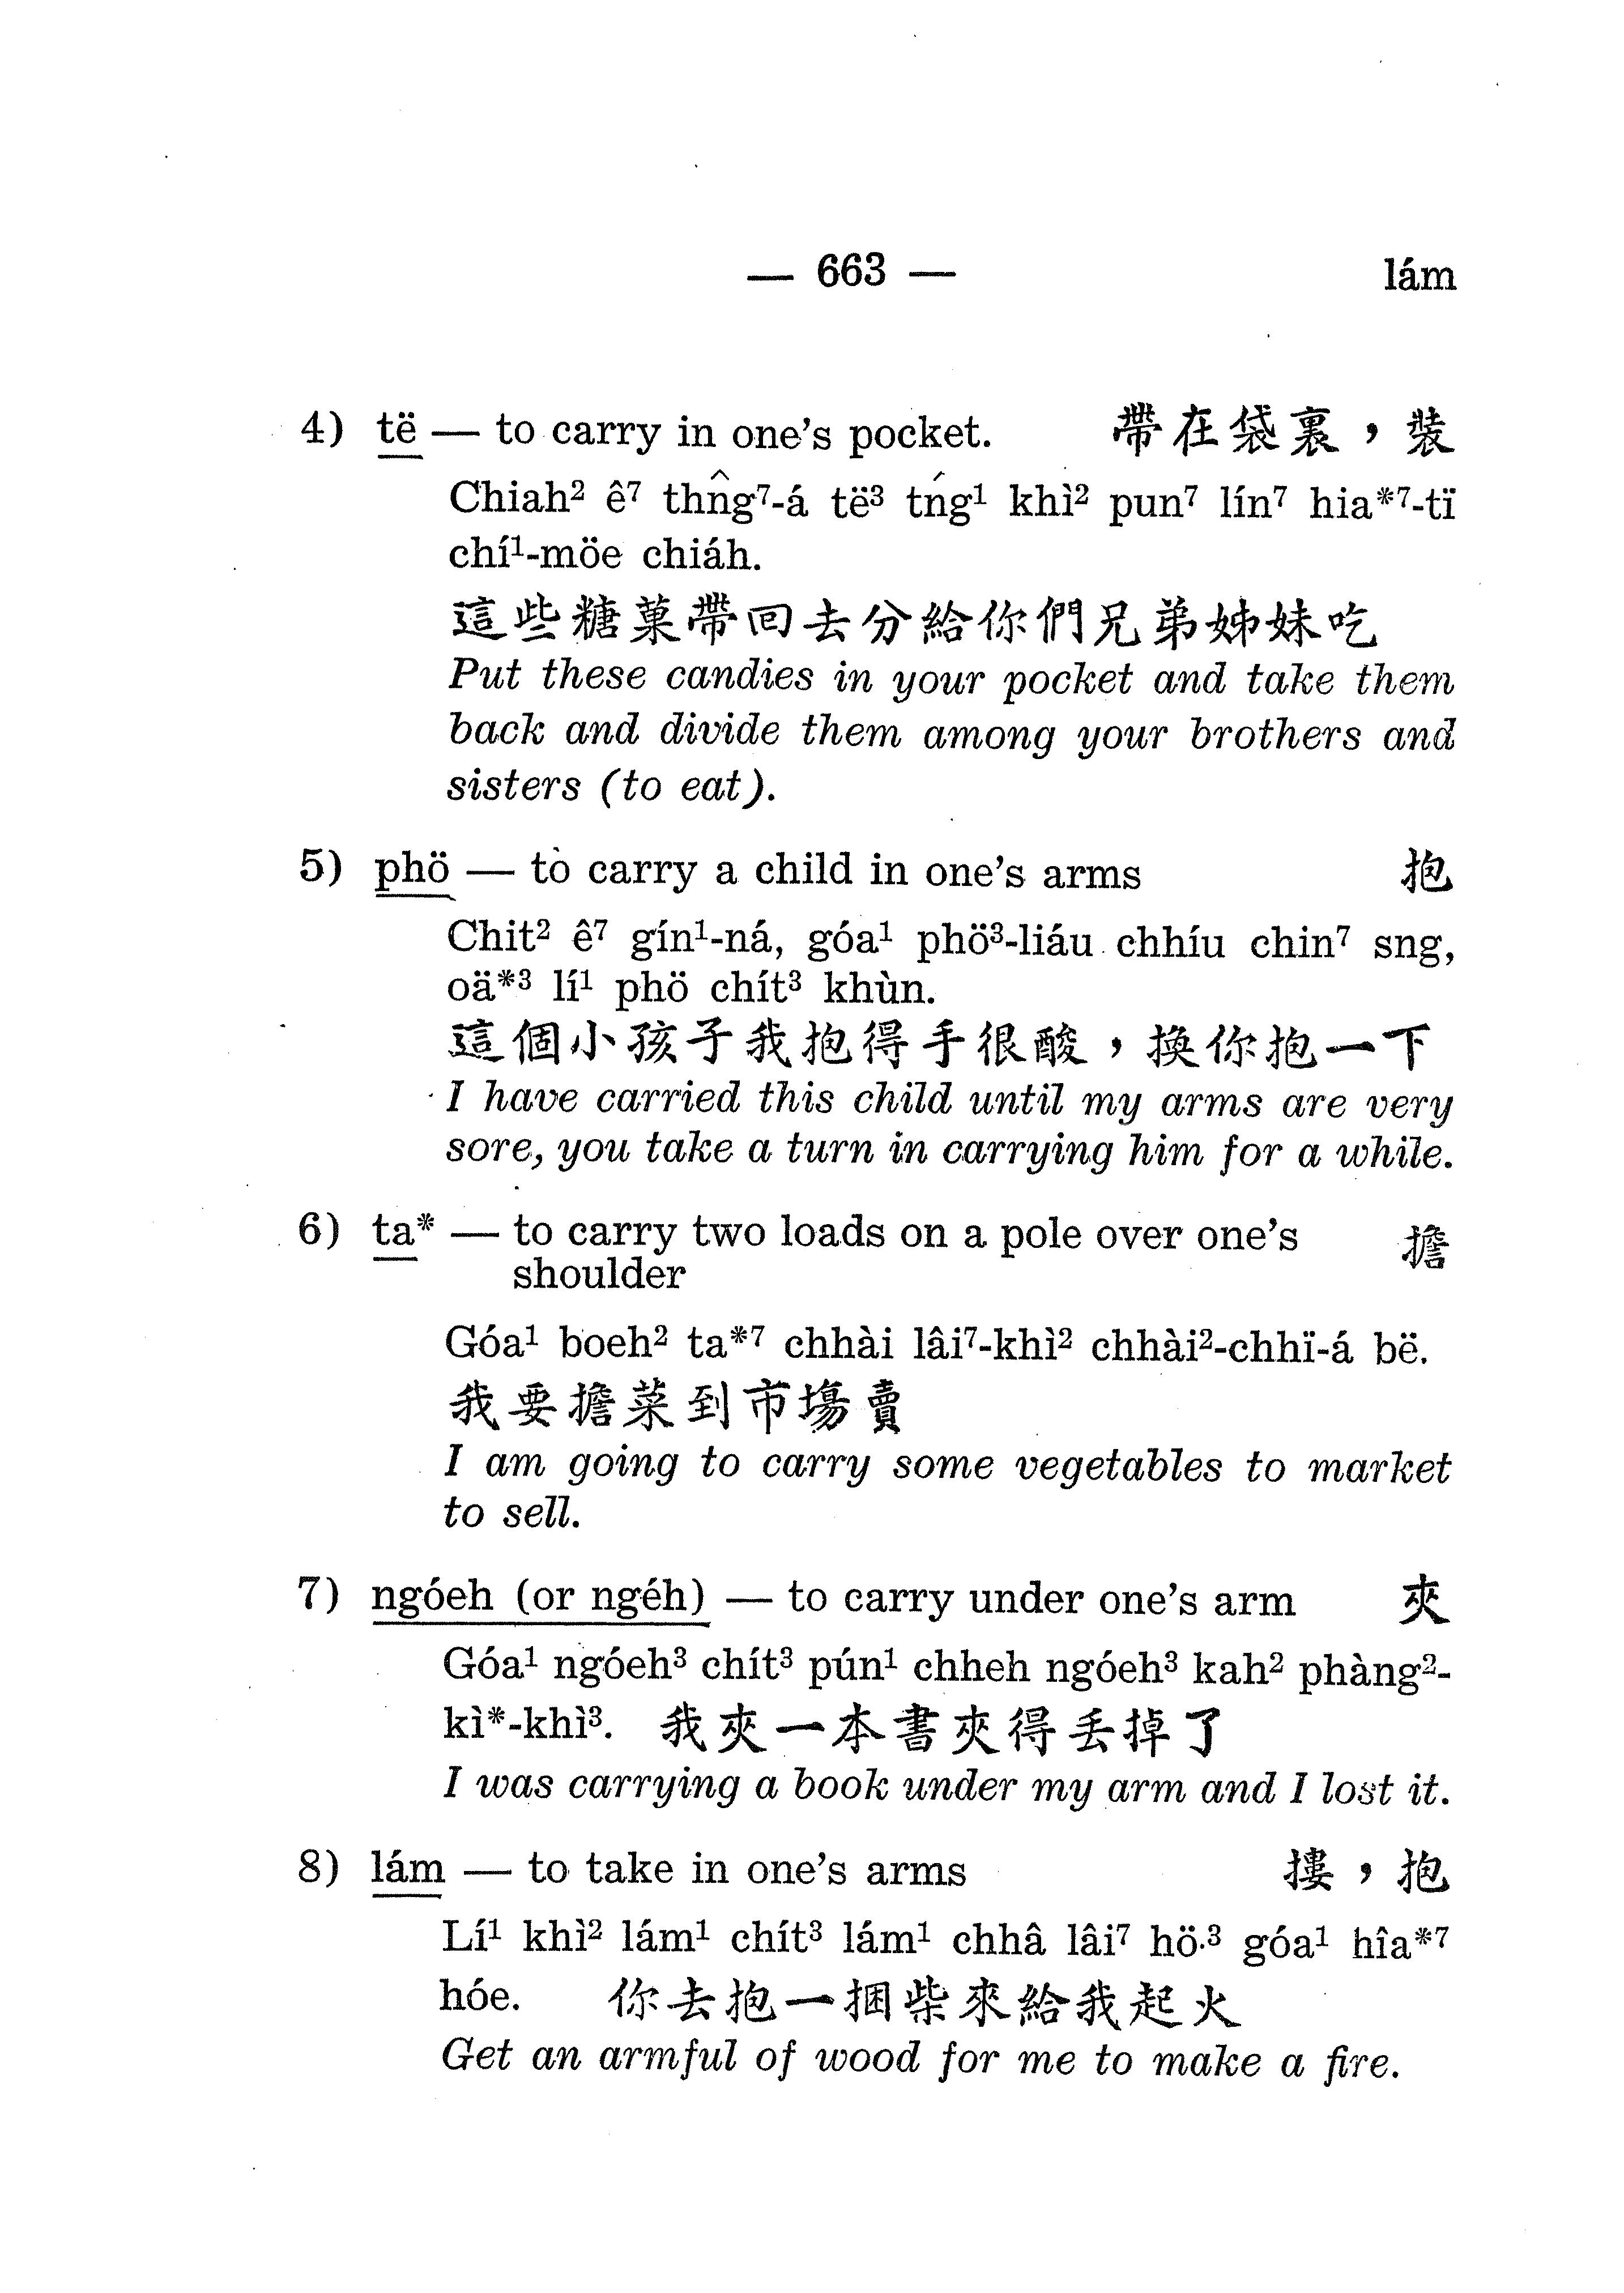 — 663 — lám
4) të — to carry in one's pocket. 帶在袋裏，裝
Chiah² ê⁷ thn̂g⁷-á të³ tńg¹ khì² pun⁷ lín⁷ hia*⁷-tï
chí¹-möe chiáh.
這些糖菓帶回去分給你們兄弟姊妹吃
Put these candies in your pocket and take them
back and divide them among your brothers and
sisters (to eat).
5) phö — to carry a child in one's arms 抱
Chit² ê⁷ gín¹-ná, góa¹ phö³-liáu chhíu chin⁷ sng,
oä*³ lí¹ phö chít³ khùn.
這個小孩子我抱得手很酸，換你抱一下
I have carried this child until my arms are very
sore, you take a turn in carrying him for a while.
6) ta* — to carry two loads on a pole over one's 擔
shoulder
Góa¹ boeh² ta*⁷ chhài lâi⁷-khì² chhài²-chhï-á bë.
我要擔菜到市塲賣
I am going to carry some vegetables to market
to sell.
7) ngóeh (or ngéh) — to carry under one's arm 夾
Góa¹ ngóeh³ chít³ pún¹ chheh ngóeh³ kah² phàng²-
kì*-khì³. 我夾一本書夾得丢掉了
I was carrying a book under my arm and I lost it.
8) lám — to take in one's arms 摟，抱
Lí¹ khì² lám¹ chít³ lám¹ chhâ lâi⁷ hö·³ góa¹ hîa*⁷
hóe. 你去抱一捆柴來給我起火
Get an armful of wood for me to make a fire.